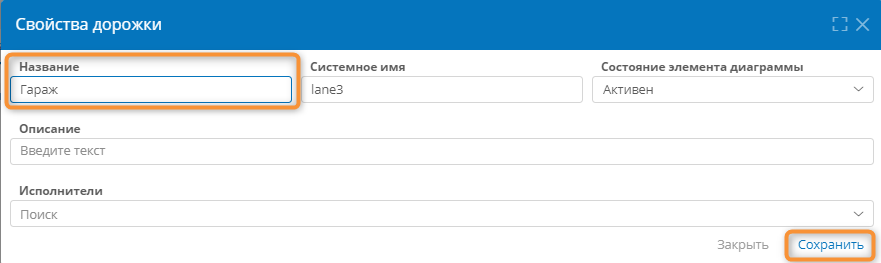 Свойства дорожки
Название Системное имя Состояние элемента диаграммы
Гараж lane3 Активен
Описание
Введите текст
Исполнители
Поиск
Закрыть Сохранить